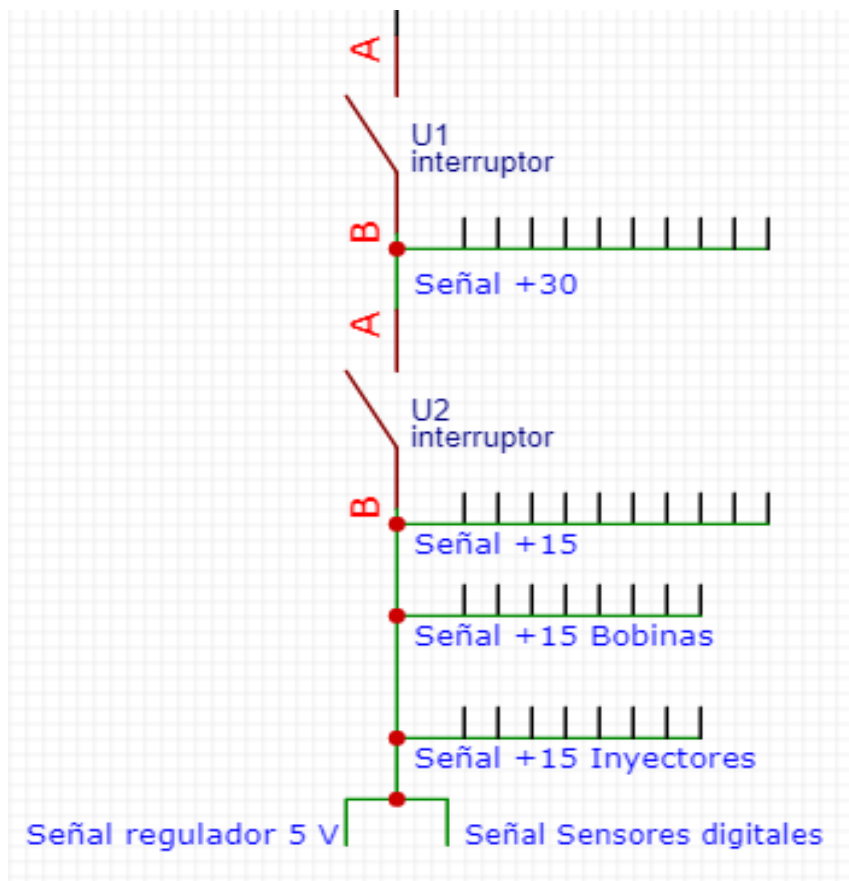 A
U1
interruptor
B
Señal +30
A
U2
interruptor
B
Señal +15
Señal +15 Bobinas
Señal +15 Inyectores
Señal regulador 5 V
Señal Sensores digitales